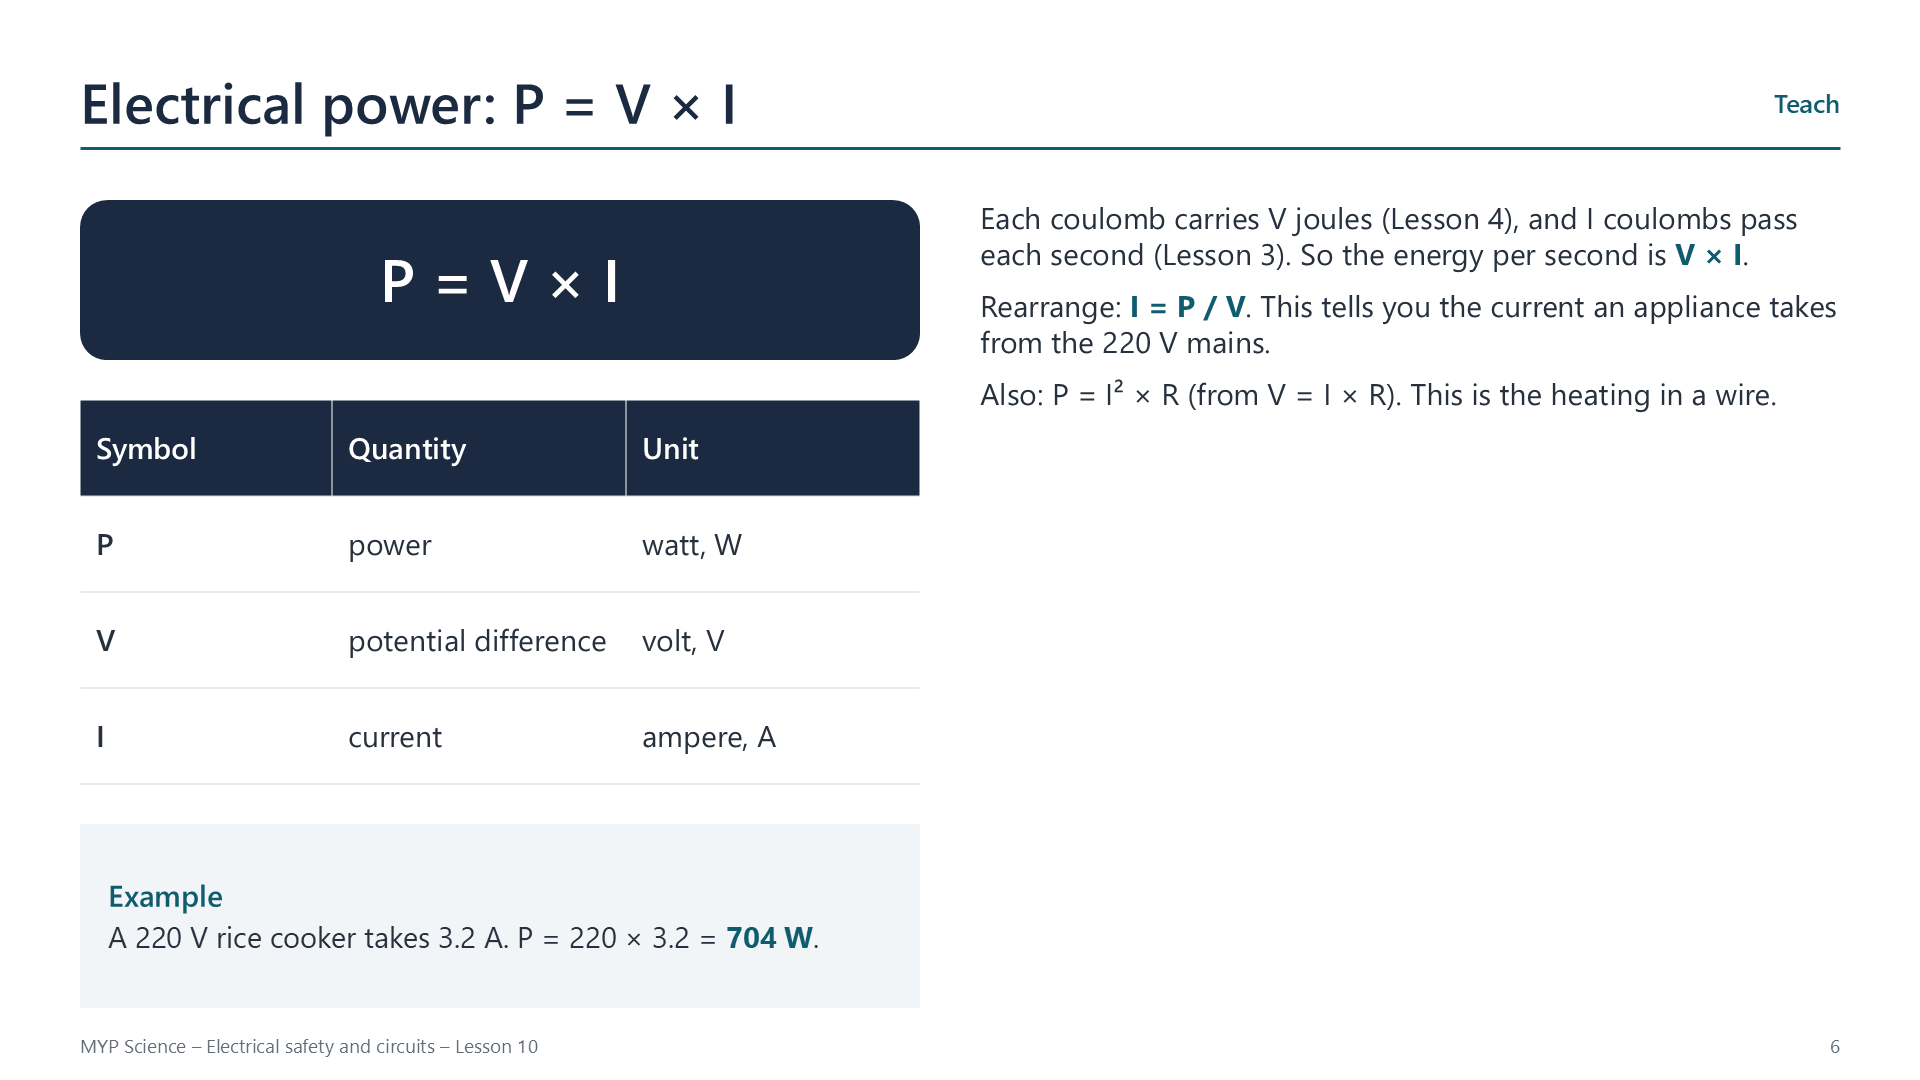 Electrical power: P = V × I
Teach
P = V × I
Symbol Quantity Unit
P power watt, W
V potential difference volt, V
I current ampere, A
Example
A 220 V rice cooker takes 3.2 A. P = 220 × 3.2 = 704 W.
Each coulomb carries V joules (Lesson 4), and I coulombs pass
each second (Lesson 3). So the energy per second is V × I.
Rearrange: I = P / V. This tells you the current an appliance takes
from the 220 V mains.
Also: P = I² × R (from V = I × R). This is the heating in a wire.
MYP Science – Electrical safety and circuits – Lesson 10
6